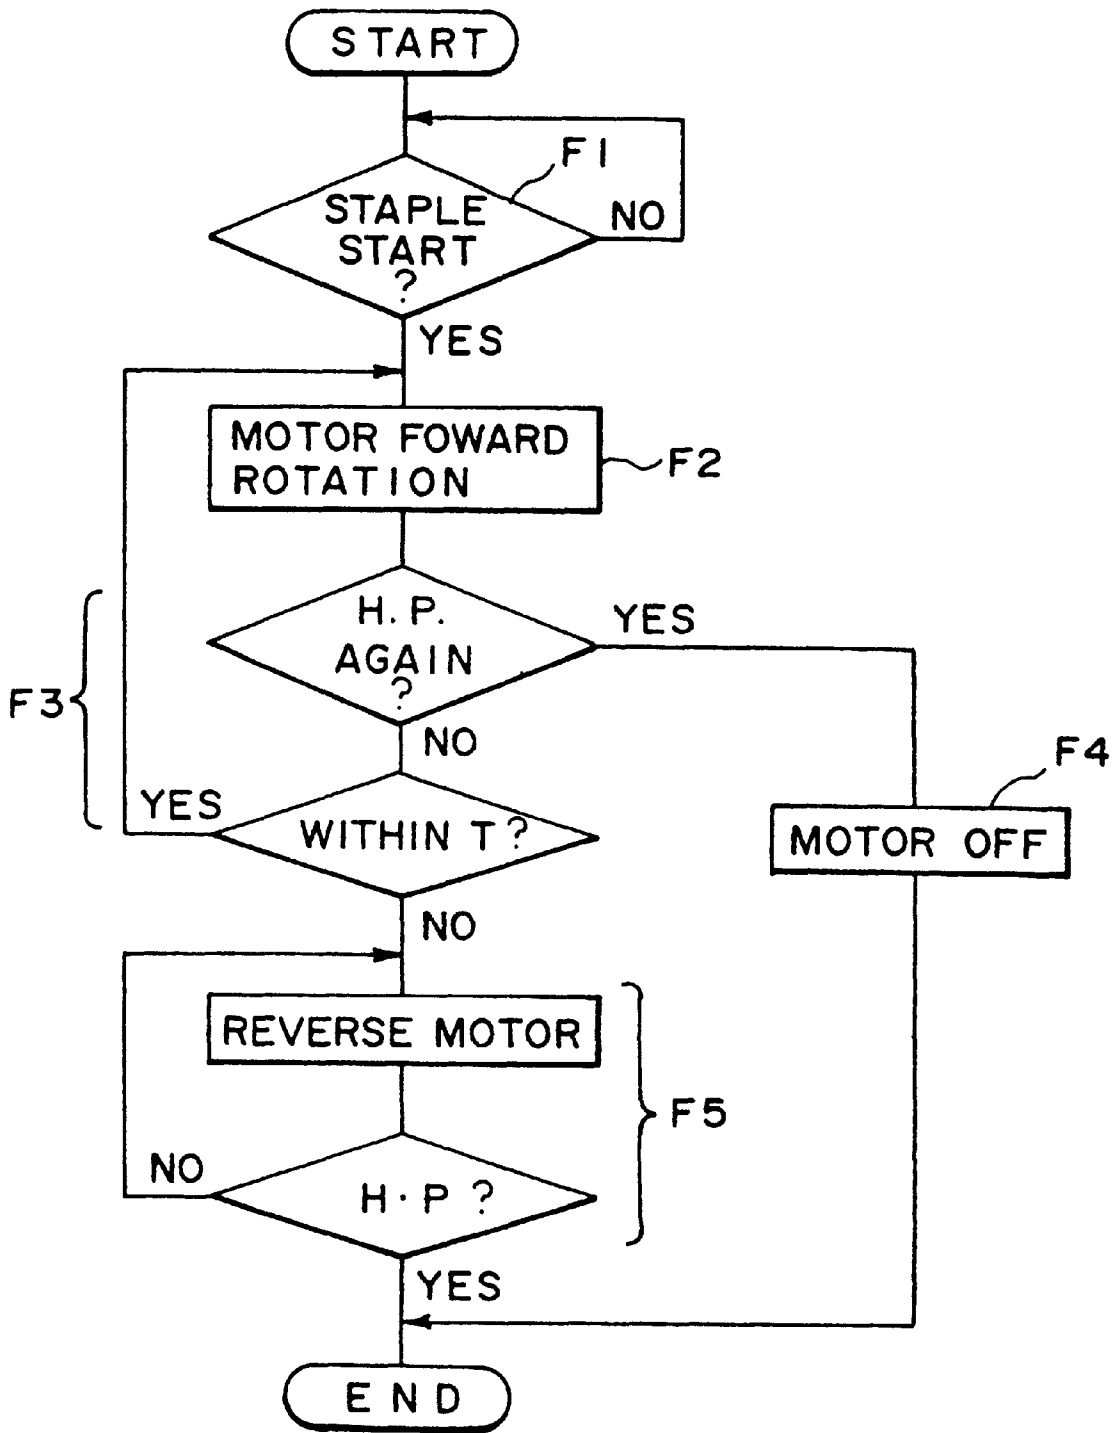 START
F1
STAPLE
START
?
NO
YES
MOTOR FOWARD
ROTATION
F2
H.P.
AGAIN
?
YES
NO
F3
YES
WITHIN T?
F4
MOTOR OFF
NO
REVERSE MOTOR
F5
NO
H·P?
YES
END